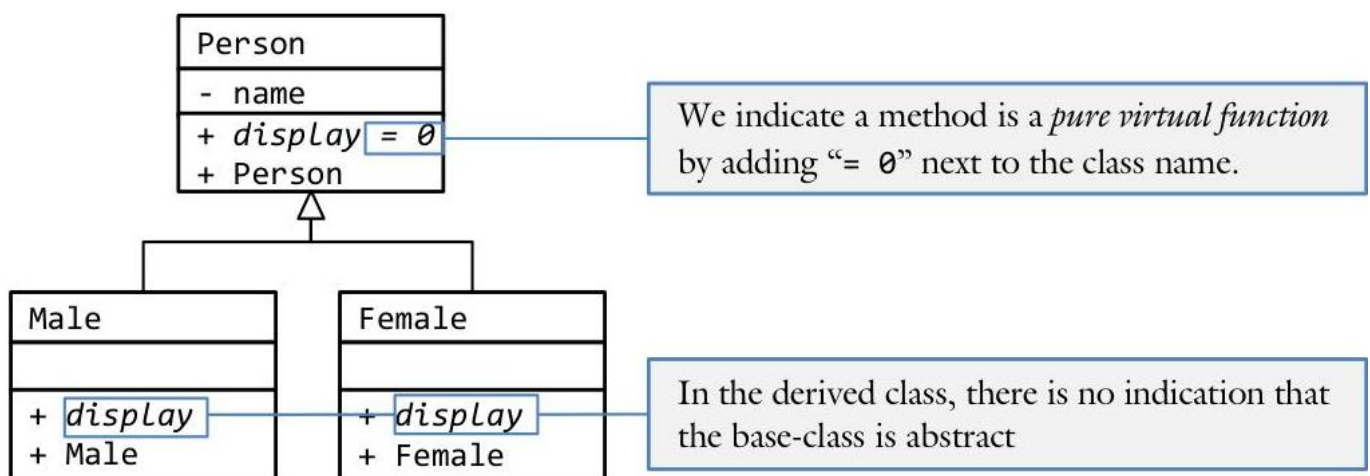 Person
- name
+ display = 0
+ Person
We indicate a method is a pure virtual function
by adding “= 0” next to the class name.
Male
+ display
+ Male
Female
+ display
+ Female
In the derived class, there is no indication that
the base-class is abstract